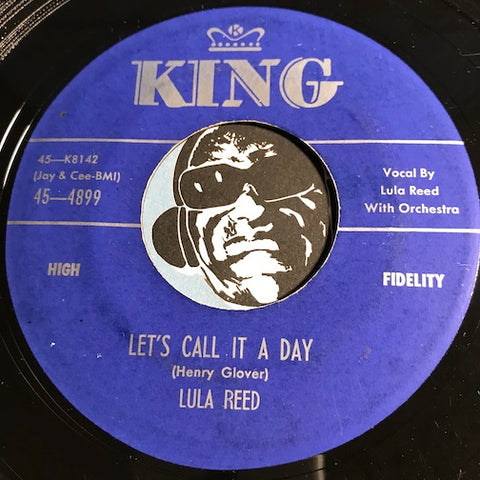 K
KING
45—K8142
(Jay & Cee-BMI)
45—4899
Vocal By
Lula Reed
With Orchestra
HIGH
FIDELITY
LET'S CALL IT A DAY
(Henry Glover)
LULA REED